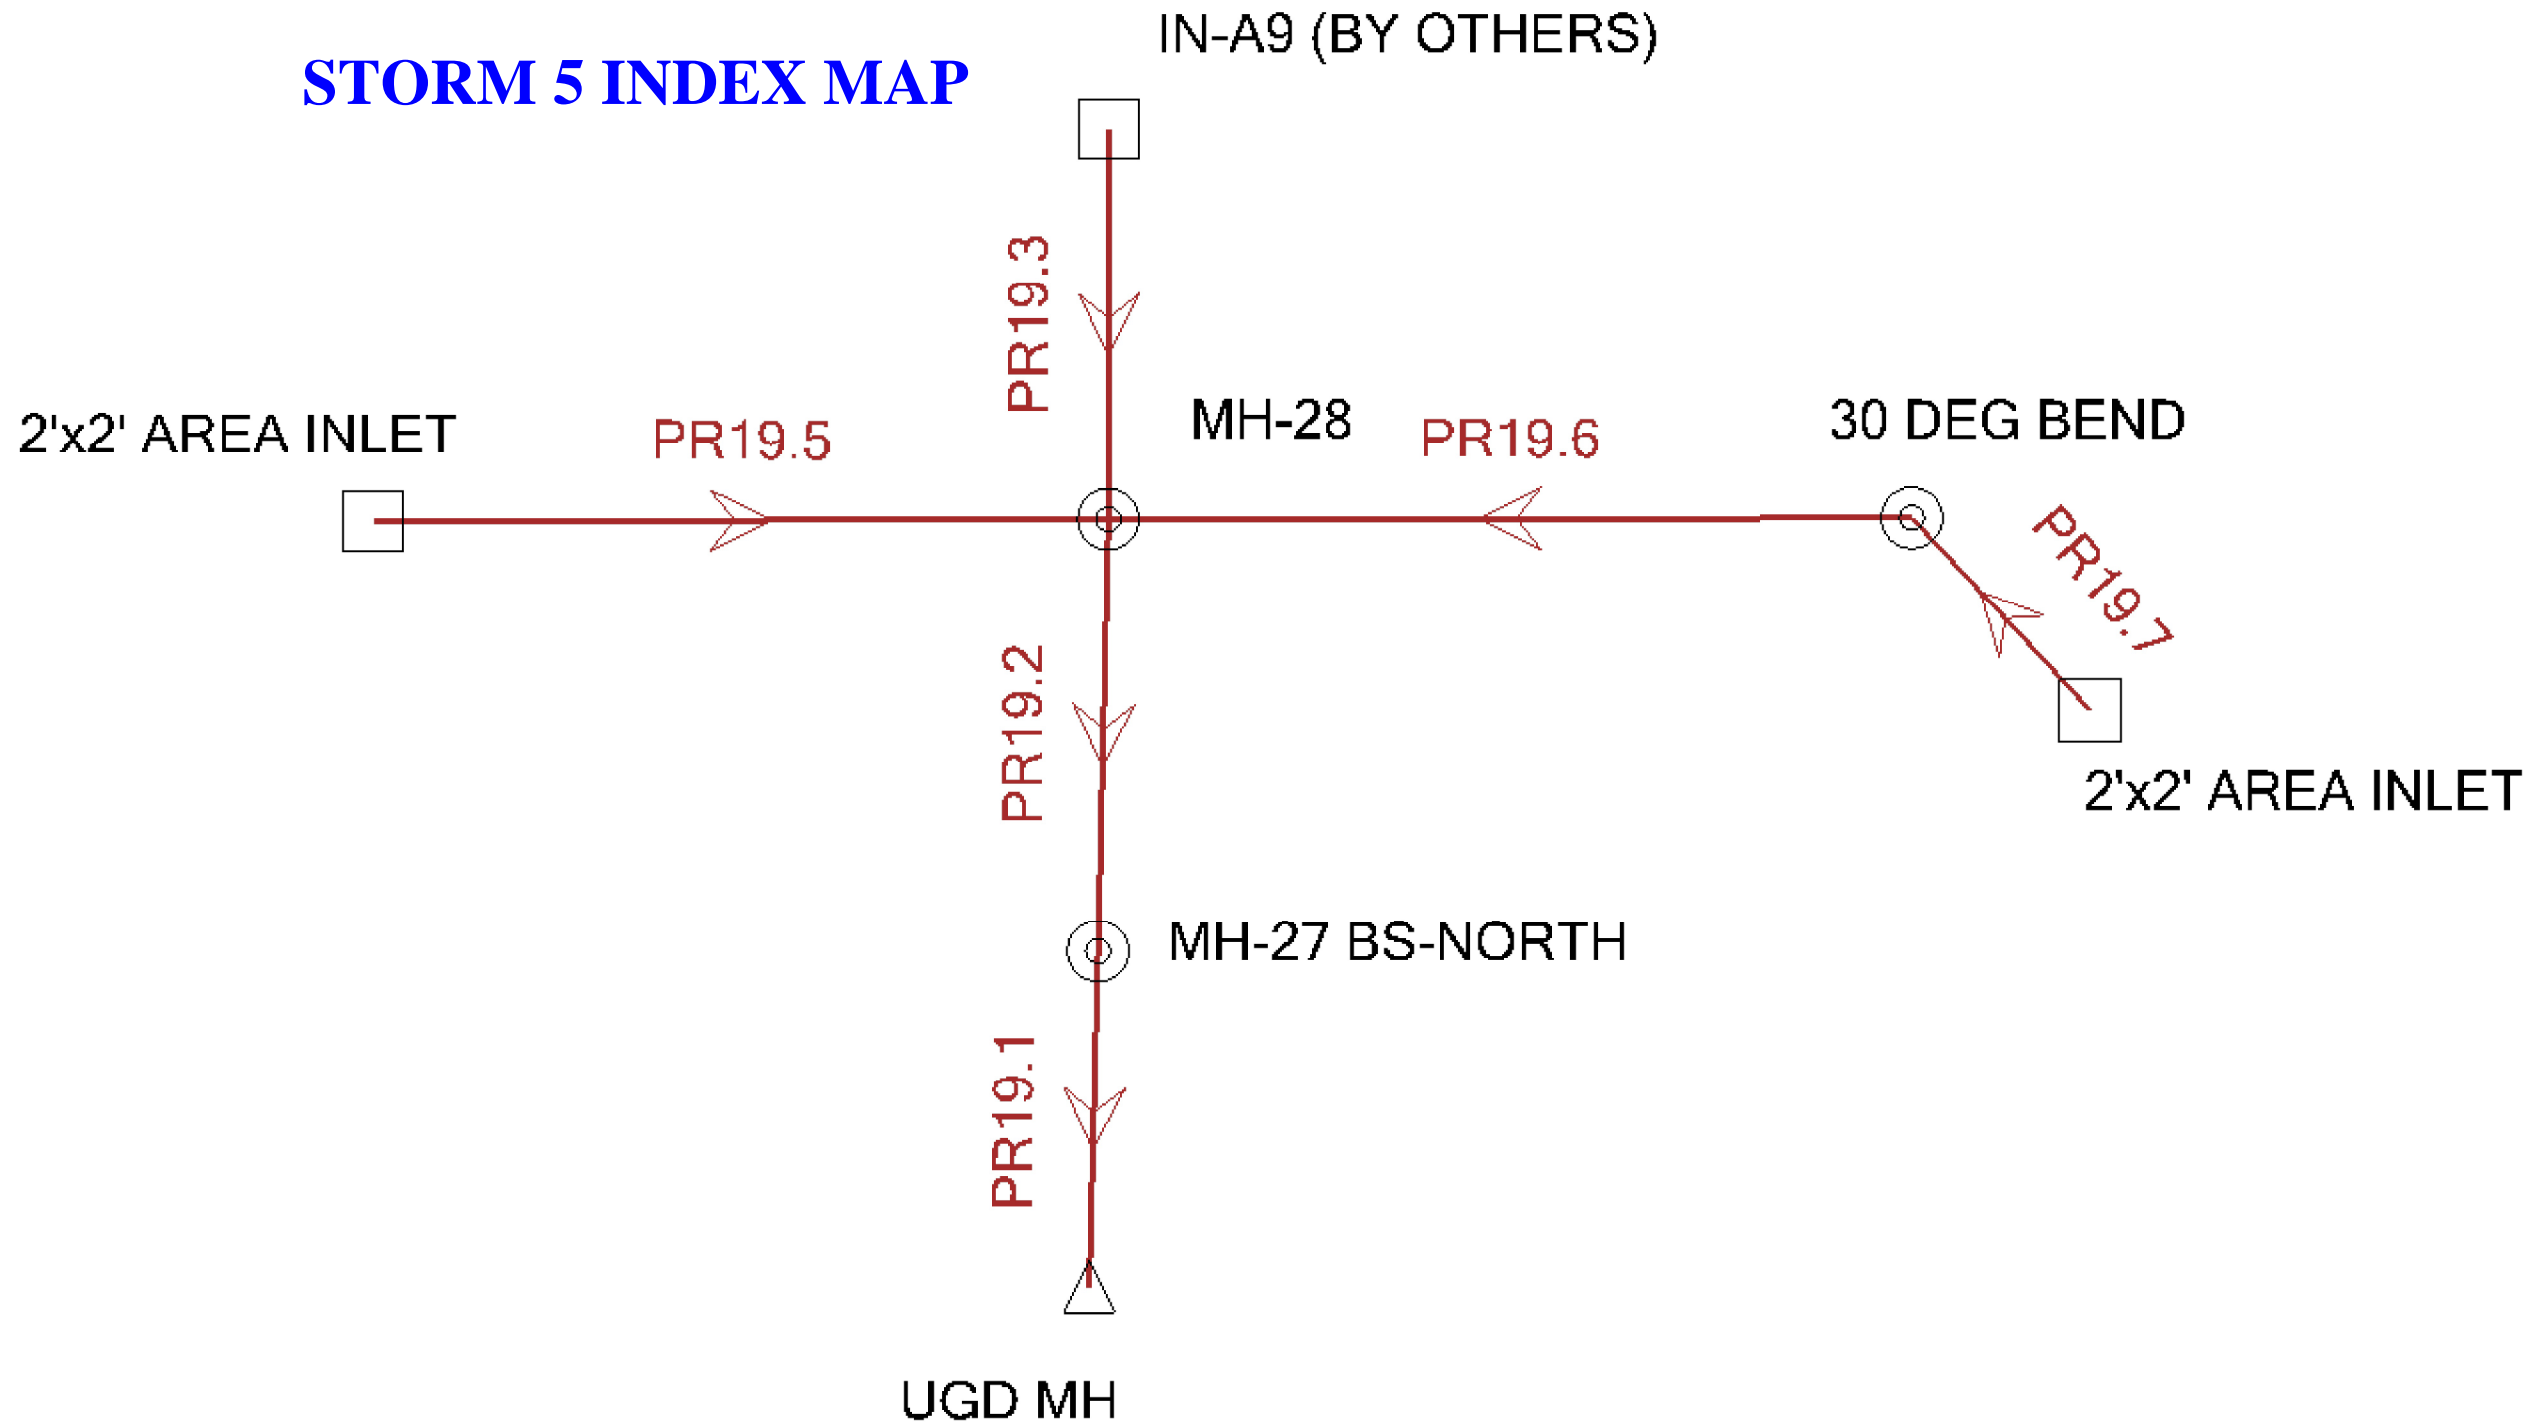 IN-A9 (BY OTHERS)
STORM 5 INDEX MAP
PR19.3
2'x2' AREA INLET
PR19.5
MH-28
PR19.6
30 DEG BEND
PR19.7
PR19.2
2'x2' AREA INLET
MH-27 BS-NORTH
PR19.1
UGD MH